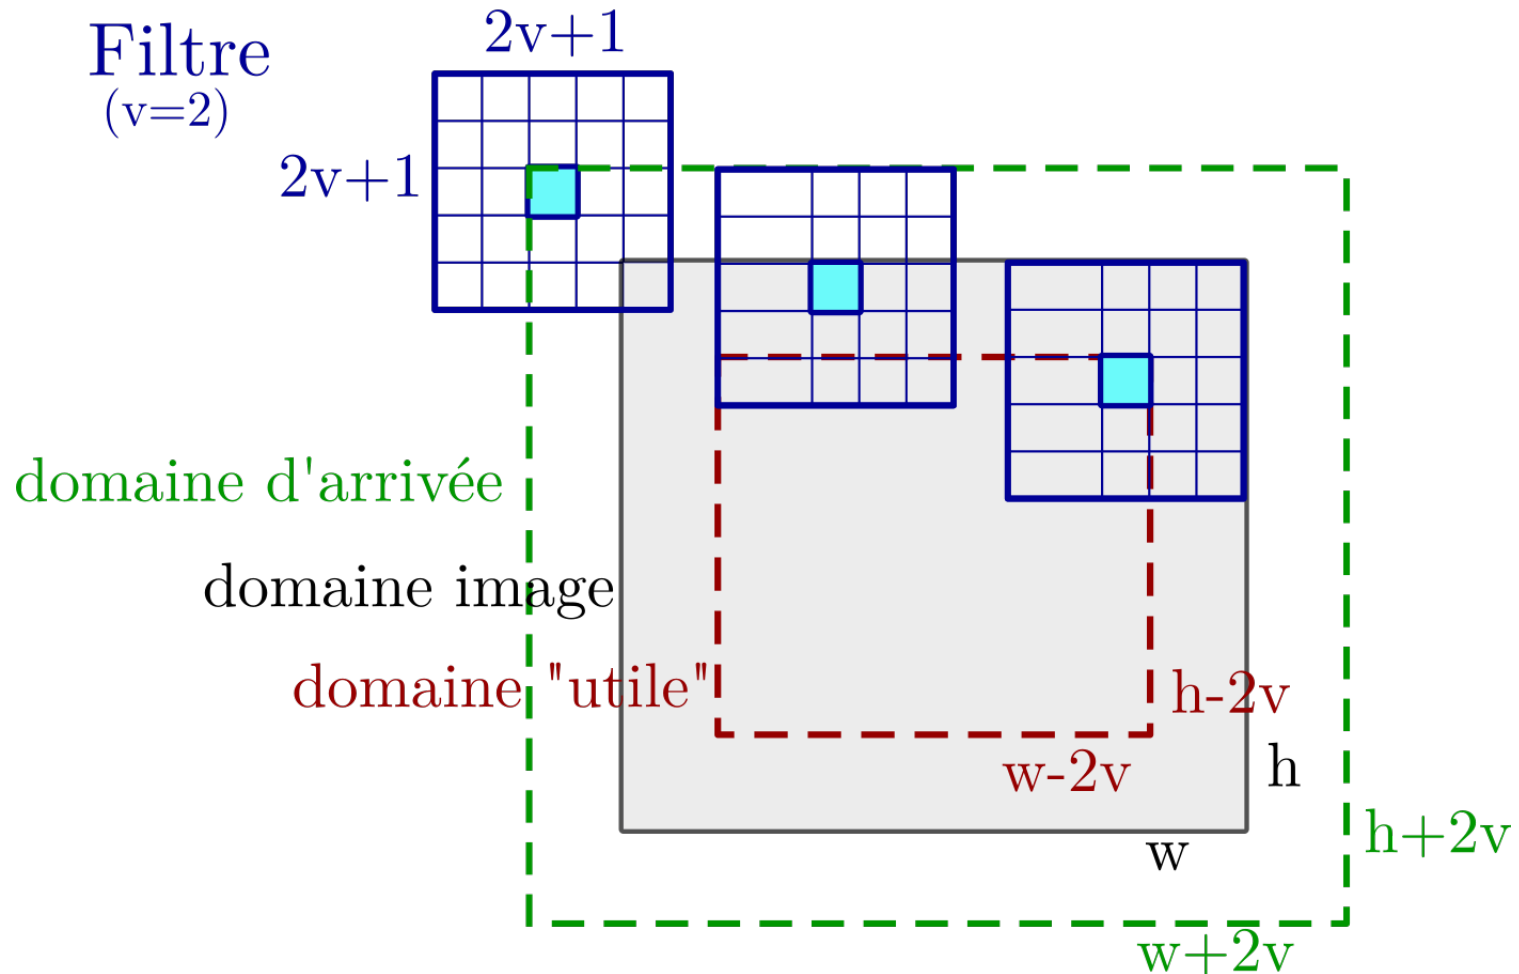 Filtre
(v=2)
2v+1
2v+1
domaine d'arrivée
domaine image
domaine "utile"
h-2v
w-2v
h
h+2v
w
w+2v